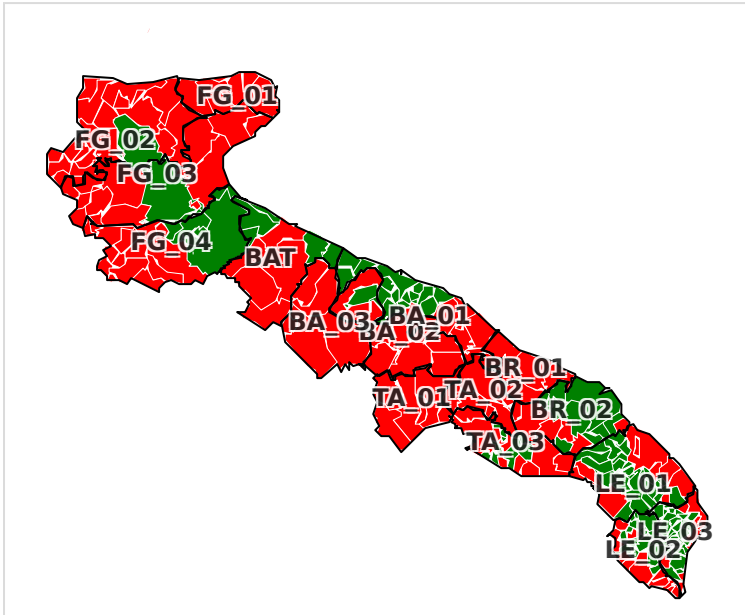 FG_01
FG_02
FG_03
FG_04
BAT
BA_01
BA_03
BA_02
BR_01
TA_02
TA_01
BR_02
TA_03
LE_01
LE_03
LE_02